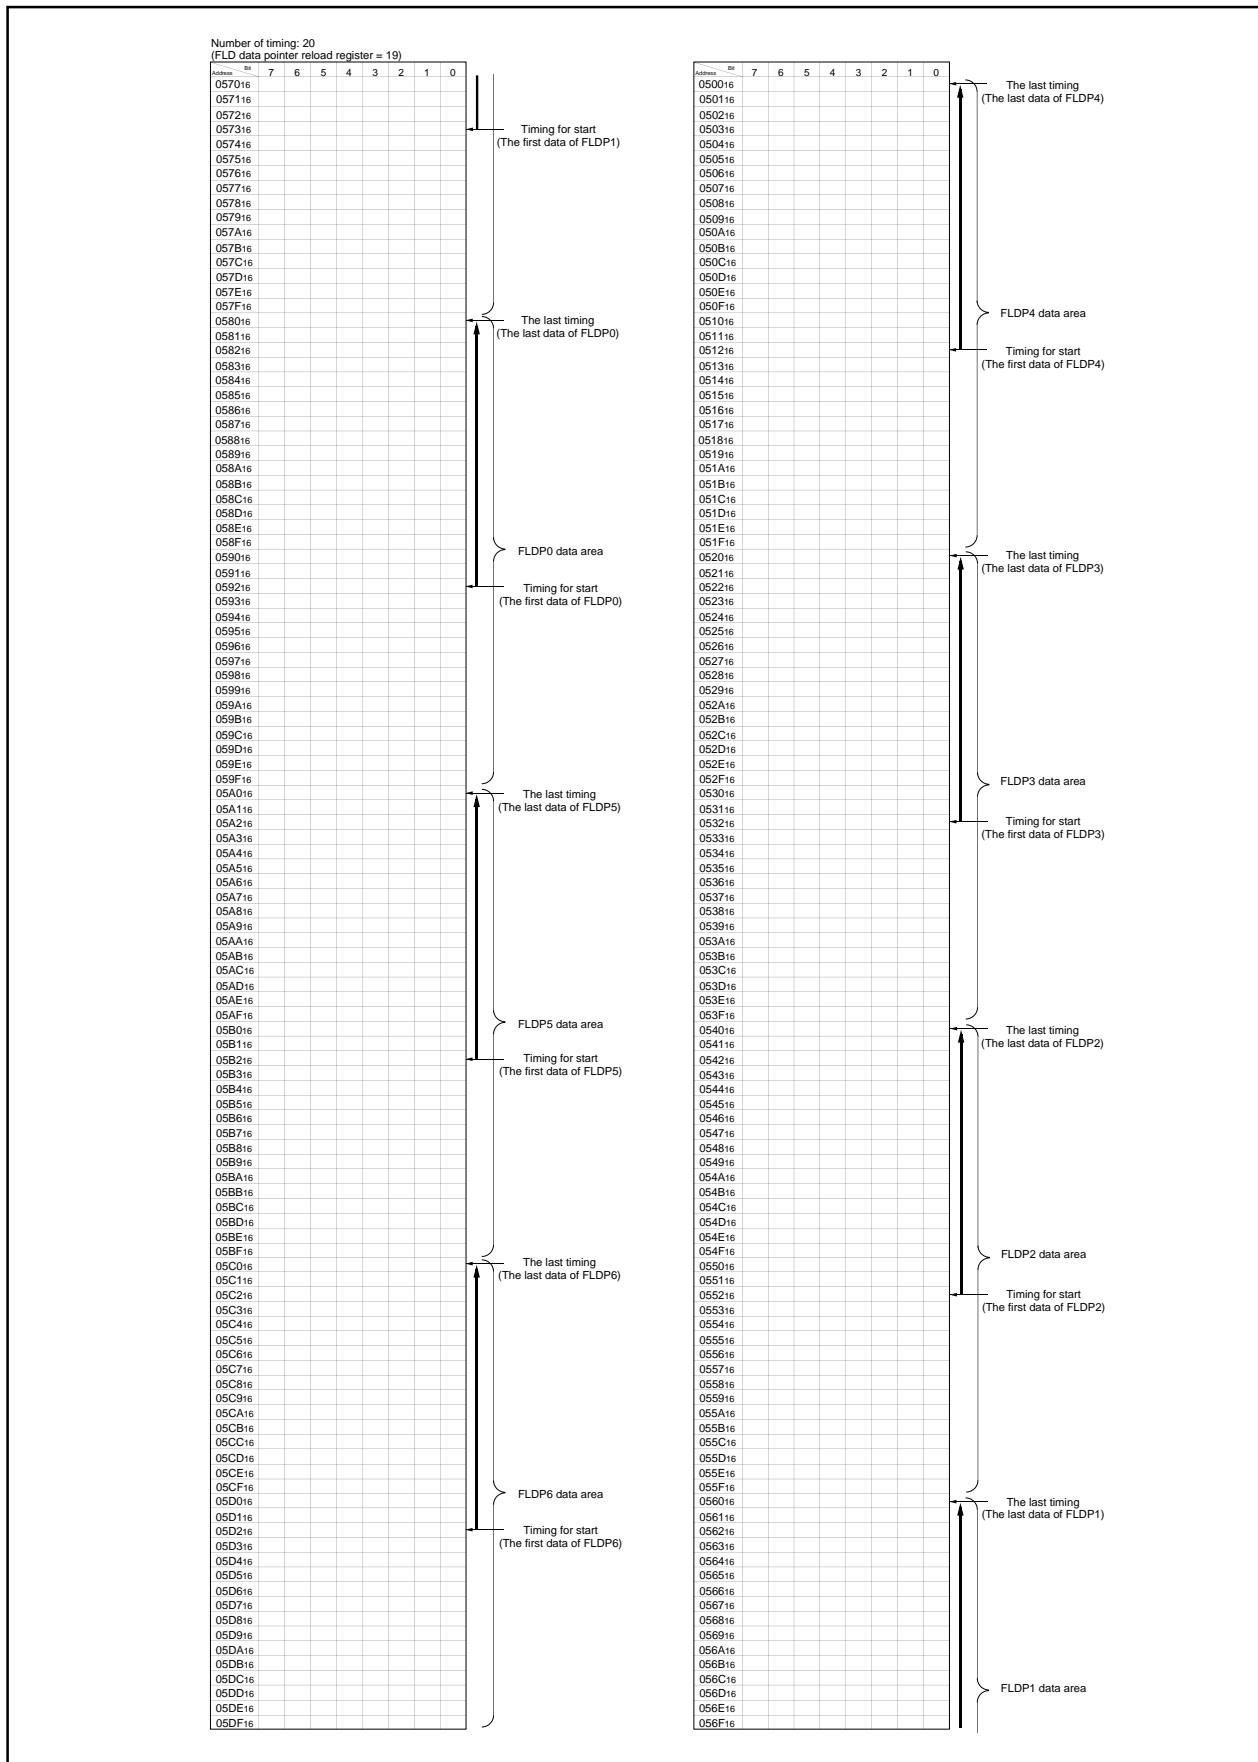 Number of timing: 20
(FLD data pointer reload register = 19)
Bit
Address
7 6 5 4 3 2 1 0
057016
057116
057216
057316
Timing for start
(The first data of FLDP1)
057416
057516
057616
057716
057816
057916
057A16
057B16
057C16
057D16
057E16
057F16
058016
The last timing
(The last data of FLDP0)
058116
058216
058316
058416
058516
058616
058716
058816
058916
058A16
058B16
058C16
058D16
058E16
058F16
FLDP0 data area
059016
059116
059216
Timing for start
(The first data of FLDP0)
059316
059416
059516
059616
059716
059816
059916
059A16
059B16
059C16
059D16
059E16
059F16
05A016
The last timing
(The last data of FLDP5)
05A116
05A216
05A316
05A416
05A516
05A616
05A716
05A816
05A916
05AA16
05AB16
05AC16
05AD16
05AE16
05AF16
FLDP5 data area
05B016
05B116
05B216
Timing for start
(The first data of FLDP5)
05B316
05B416
05B516
05B616
05B716
05B816
05B916
05BA16
05BB16
05BC16
05BD16
05BE16
05BF16
05C016
The last timing
(The last data of FLDP6)
05C116
05C216
05C316
05C416
05C516
05C616
05C716
05C816
05C916
05CA16
05CB16
05CC16
05CD16
05CE16
05CF16
FLDP6 data area
05D016
05D116
05D216
Timing for start
(The first data of FLDP6)
05D316
05D416
05D516
05D616
05D716
05D816
05D916
05DA16
05DB16
05DC16
05DD16
05DE16
05DF16
Bit
Address
7 6 5 4 3 2 1 0
050016
The last timing
(The last data of FLDP4)
050116
050216
050316
050416
050516
050616
050716
050816
050916
050A16
050B16
050C16
050D16
050E16
050F16
FLDP4 data area
051016
051116
051216
Timing for start
(The first data of FLDP4)
051316
051416
051516
051616
051716
051816
051916
051A16
051B16
051C16
051D16
051E16
051F16
052016
The last timing
(The last data of FLDP3)
052116
052216
052316
052416
052516
052616
052716
052816
052916
052A16
052B16
052C16
052D16
052E16
052F16
FLDP3 data area
053016
053116
053216
Timing for start
(The first data of FLDP3)
053316
053416
053516
053616
053716
053816
053916
053A16
053B16
053C16
053D16
053E16
053F16
054016
The last timing
(The last data of FLDP2)
054116
054216
054316
054416
054516
054616
054716
054816
054916
054A16
054B16
054C16
054D16
054E16
054F16
FLDP2 data area
055016
055116
055216
Timing for start
(The first data of FLDP2)
055316
055416
055516
055616
055716
055816
055916
055A16
055B16
055C16
055D16
055E16
055F16
056016
The last timing
(The last data of FLDP1)
056116
056216
056316
056416
056516
056616
056716
056816
056916
056A16
056B16
056C16
FLDP1 data area
056D16
056E16
056F16